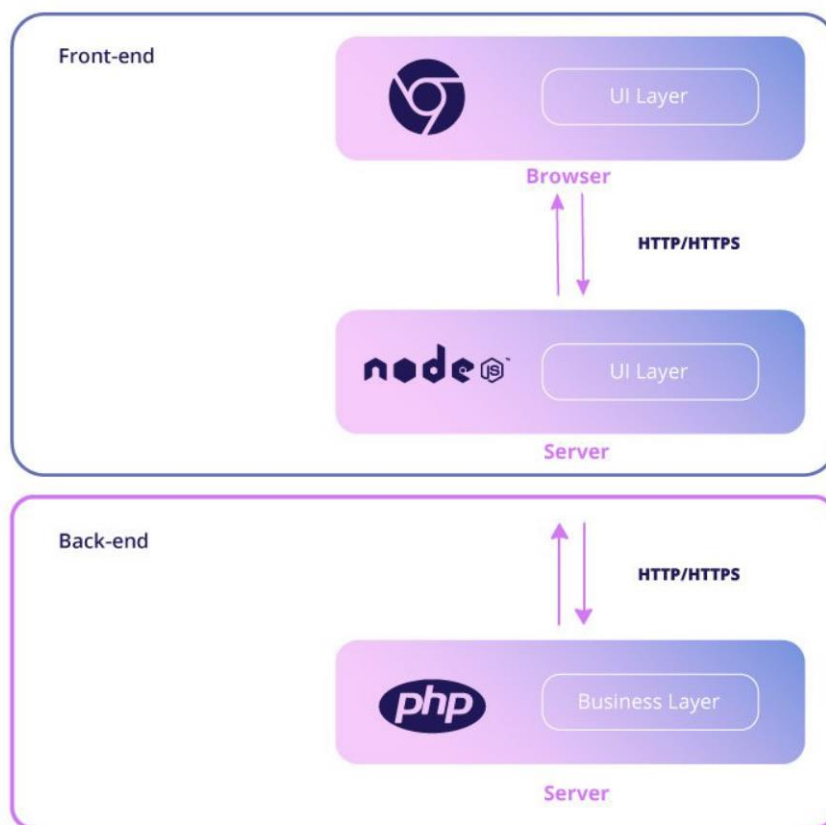 Front-end
UI Layer
Browser
HTTP/HTTPS
node JS™
UI Layer
Server
Back-end
HTTP/HTTPS
php
Business Layer
Server